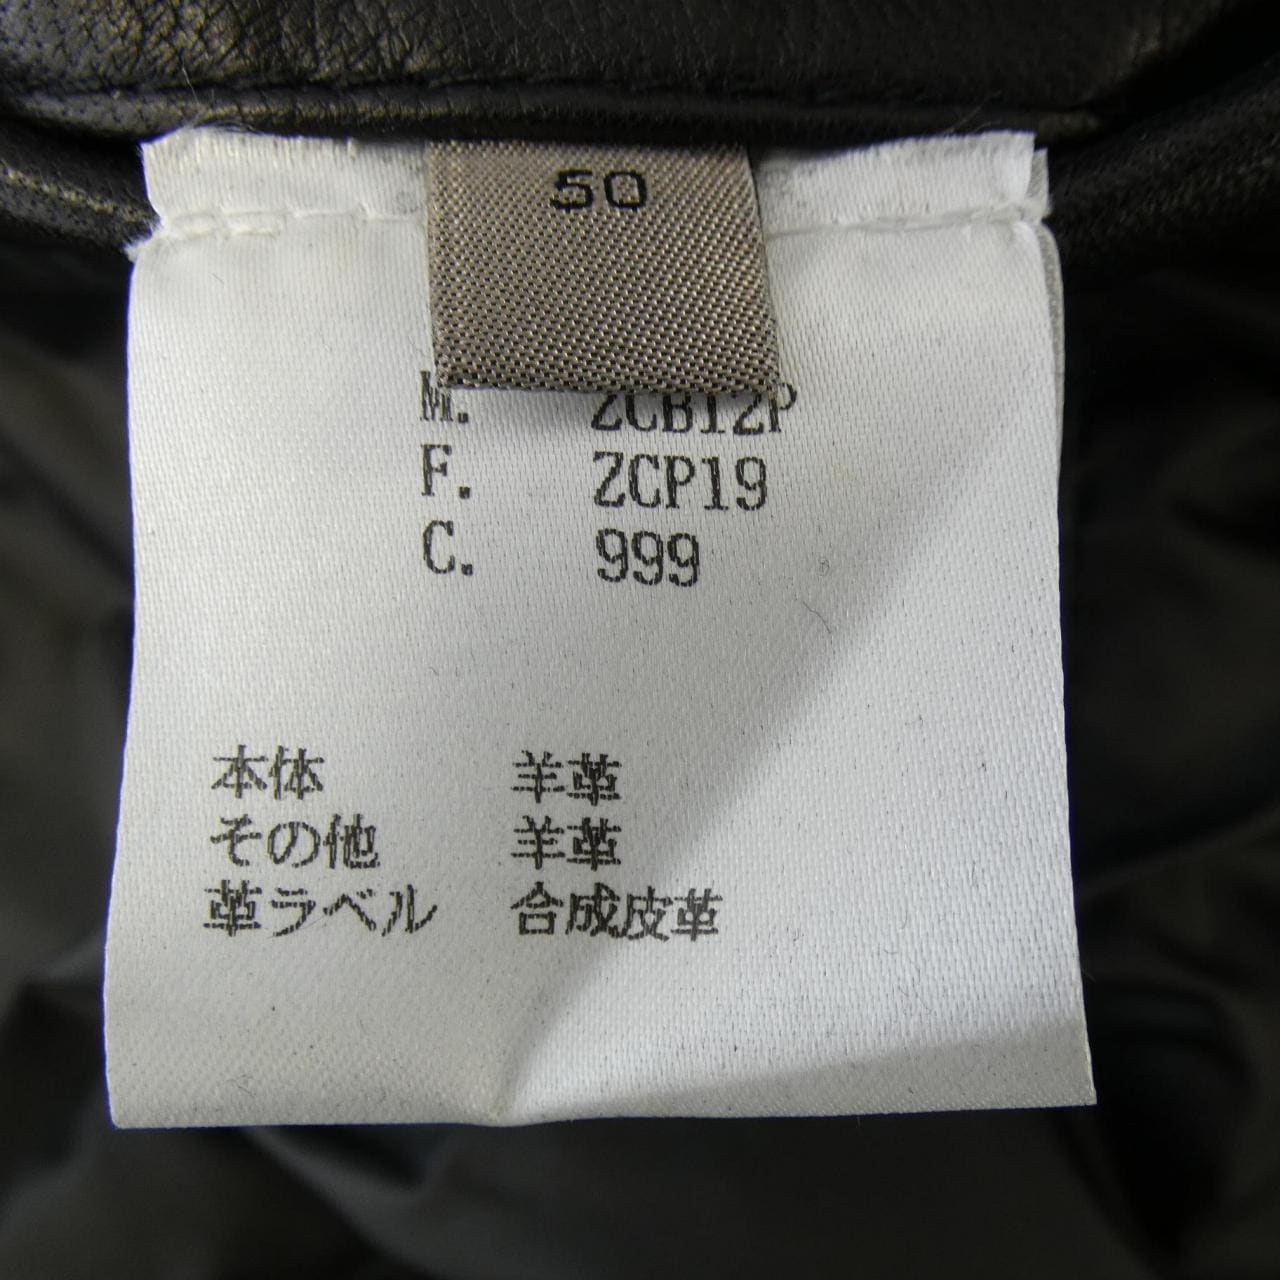 50
M. ZCB12P
F. ZCP19
C. 999
本体 羊革
その他 羊革
革ラベル 合成皮革